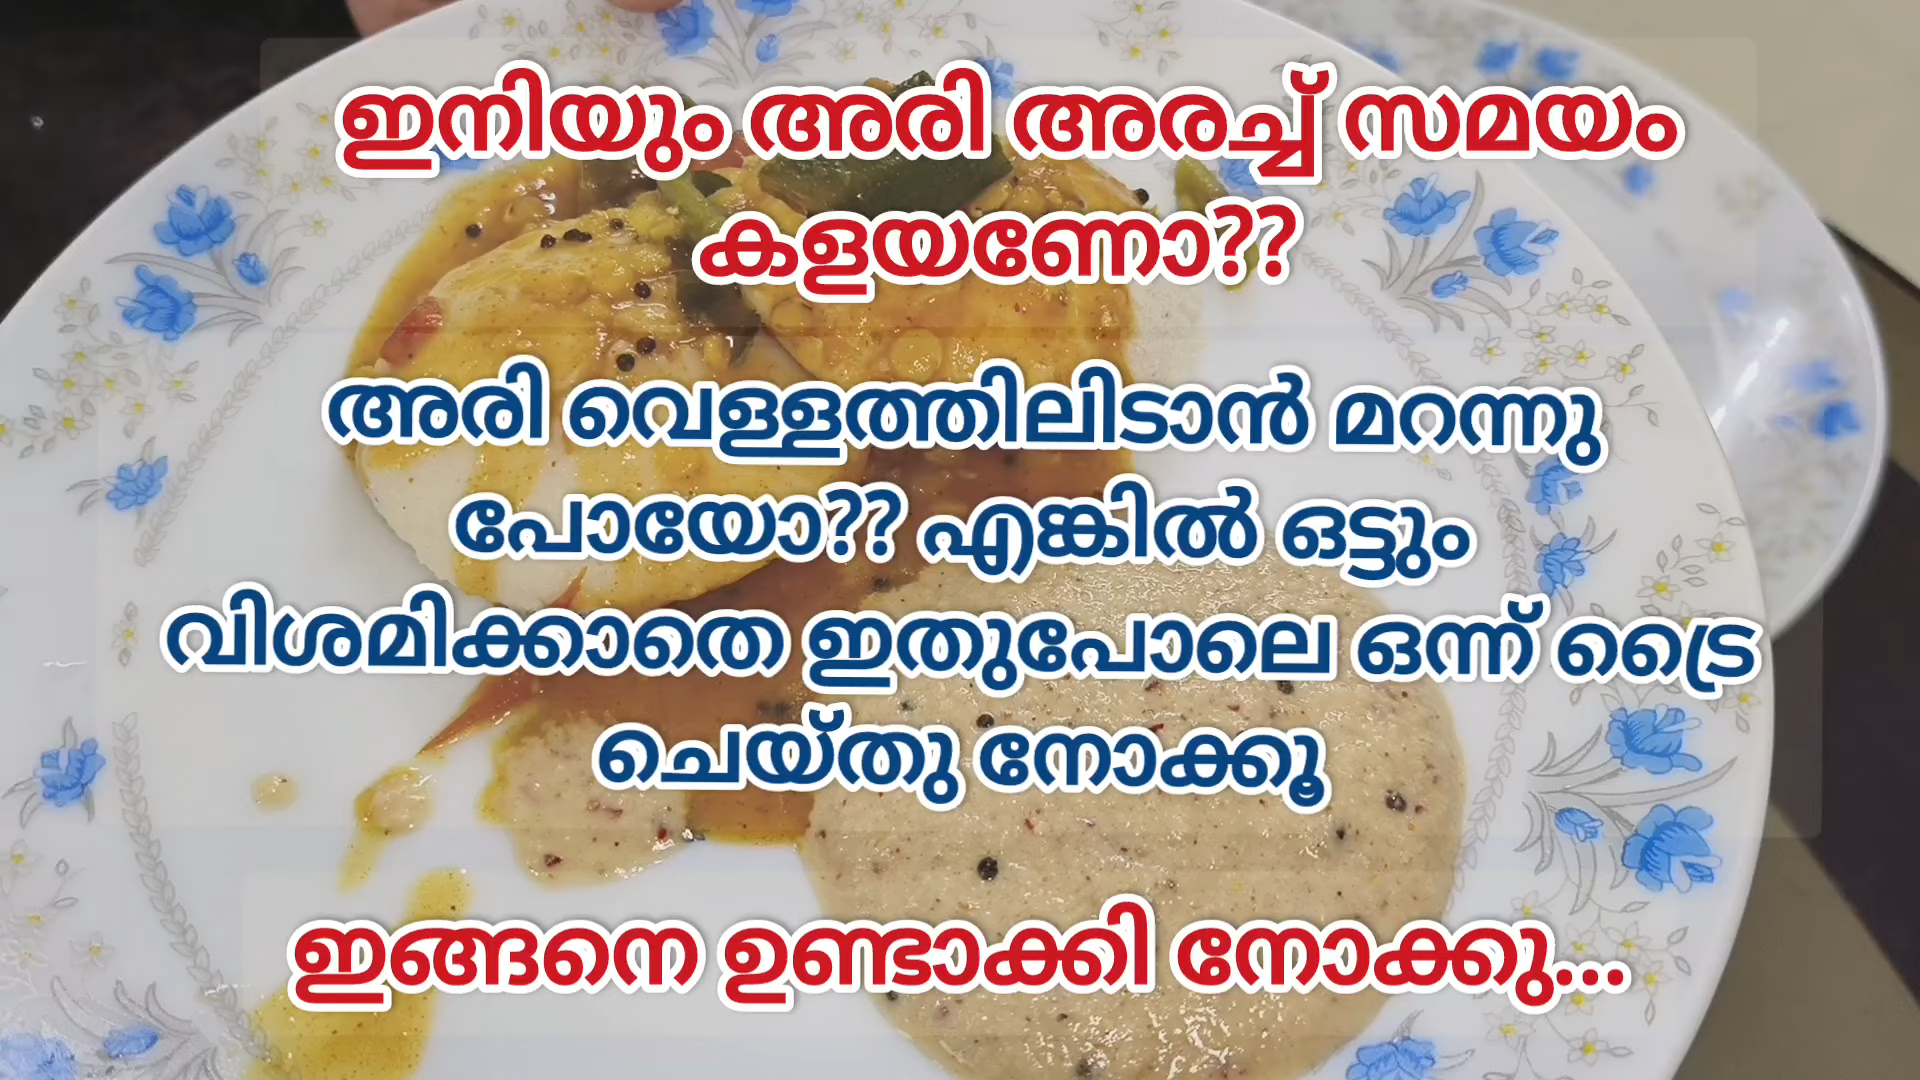 ഇനിയും അരി അരച്ച് സമയം
കളയണോ??
അരി വെള്ളത്തിലിടാൻ മറന്നു
പോയോ?? എങ്കിൽ ഒട്ടും
വിശമിക്കാതെ ഇതുപോലെ ഒന്ന് ട്രൈ
ചെയ്തു നോക്കൂ
ഇങ്ങനെ ഉണ്ടാക്കി നോക്കു...